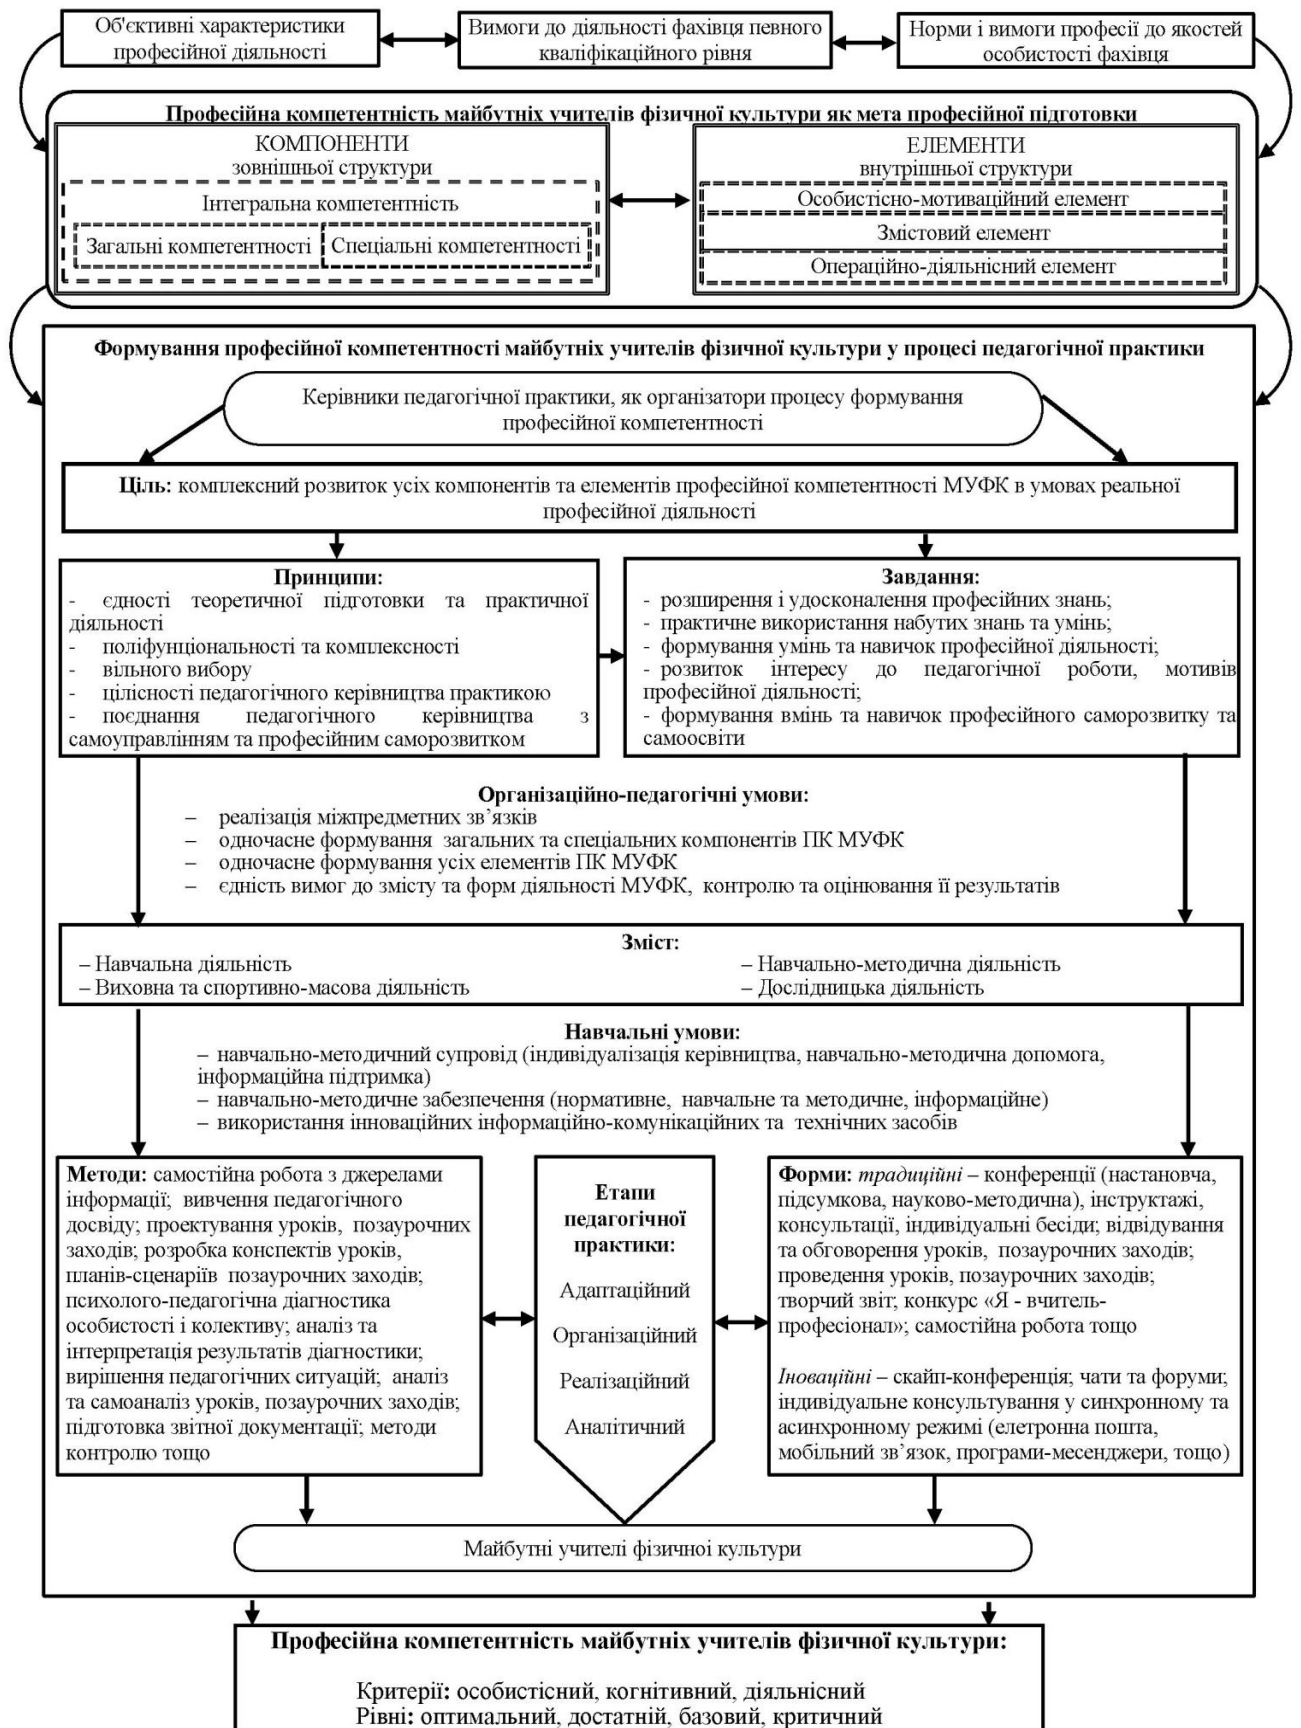 Об'єктивні характеристики
професійної діяльності
Вимоги до діяльності фахівця певного
кваліфікаційного рівня
Норми і вимоги професії до якостей
особистості фахівця
Професійна компетентність майбутніх учителів фізичної культури як мета професійної підготовки
КОМПОНЕНТИ
зовнішньої структури
Інтегральна компетентність
Загальні компетентності
Спеціальні компетентності
ЕЛЕМЕНТИ
внутрішньої структури
Особистісно-мотиваційний елемент
Змістовий елемент
Операційно-діяльнісний елемент
Формування професійної компетентності майбутніх учителів фізичної культури у процесі педагогічної практики
Керівники педагогічної практики, як організатори процесу формування
професійної компетентності
Ціль: комплексний розвиток усіх компонентів та елементів професійної компетентності МУФК в умовах реальної
професійної діяльності
Принципи:
- єдності теоретичної підготовки та практичної
діяльності
- поліфунціональності та комплексності
- вільного вибору
- цілісності педагогічного керівництва практикою
- поєднання педагогічного керівництва з
самоуправлінням та професійним саморозвитком
Завдання:
- розширення і удосконалення професійних знань;
- практичне використання набутих знань та умінь;
- формування умінь та навичок професійної діяльності;
- розвиток інтересу до педагогічної роботи, мотивів
професійної діяльності;
- формування вмінь та навичок професійного саморозвитку та
самоосвіти
Організаційно-педагогічні умови:
– реалізація міжпредметних зв’язків
– одночасне формування загальних та спеціальних компонентів ПК МУФК
– одночасне формування усіх елементів ПК МУФК
– єдність вимог до змісту та форм діяльності МУФК, контролю та оцінювання її результатів
Зміст:
– Навчальна діяльність
– Виховна та спортивно-масова діяльність
– Навчально-методична діяльність
– Дослідницька діяльність
Навчальні умови:
– навчально-методичний супровід (індивідуалізація керівництва, навчально-методична допомога,
інформаційна підтримка)
– навчально-методичне забезпечення (нормативне, навчальне та методичне, інформаційне)
– використання інноваційних інформаційно-комунікаційних та технічних засобів
Методи: самостійна робота з джерелами
інформації; вивчення педагогічного
досвіду; проектування уроків, позаурочних
заходів; розробка конспектів уроків,
планів-сценаріїв позаурочних заходів;
психолого-педагогічна діагностика
особистості і колективу; аналіз та
інтерпретація результатів діагностики;
вирішення педагогічних ситуацій; аналіз
та самоаналіз уроків, позаурочних заходів;
підготовка звітної документації; методи
контролю тощо
Етапи
педагогічної
практики:
Адаптаційний
Організаційний
Реалізаційний
Аналітичний
Форми: традиційні – конференції (настановча,
підсумкова, науково-методична), інструктажі,
консультації, індивідуальні бесіди; відвідування
та обговорення уроків, позаурочних заходів;
проведення уроків, позаурочних заходів;
творчий звіт; конкурс «Я - вчитель-
професіонал»; самостійна робота тощо
Іноваційні – скайп-конференція; чати та форуми;
індивідуальне консультування у синхронному та
асинхронному режимі (елетронна пошта,
мобільний зв’язок, програми-месенджери, тощо)
Майбутні учителі фізичної культури
Професійна компетентність майбутніх учителів фізичної культури:
Критерії: особистісний, когнітивний, діяльнісний
Рівні: оптимальний, достатній, базовий, критичний